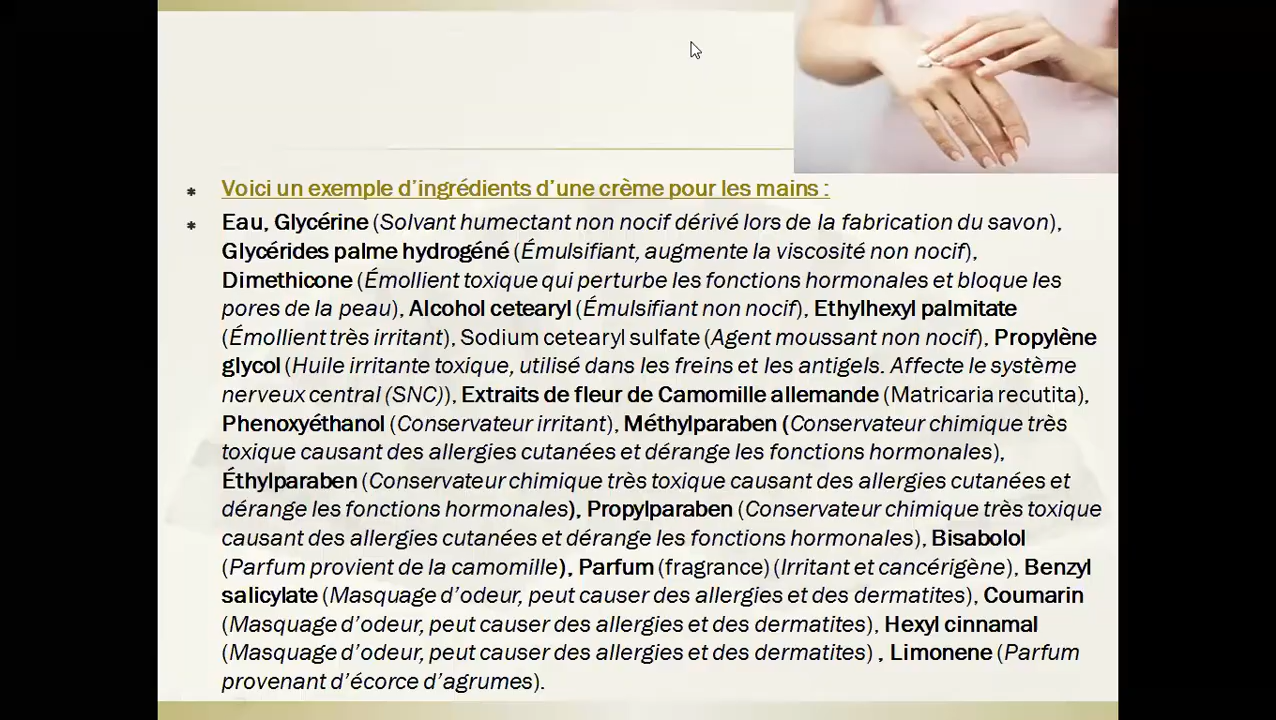 Voici un exemple d'ingrédients d'une crème pour les mains :
Eau, Glycérine (Solvant humectant non nocif dérivé lors de la fabrication du savon),
Glycérides palme hydrogéné (Émulsifiant, augmente la viscosité non nocif),
Dimethicone (Émollient toxique qui perturbe les fonctions hormonales et bloque les
pores de la peau), Alcohol cetearyl (Émulsifiant non nocif), Ethylhexyl palmitate
(Émollient très irritant), Sodium cetearyl sulfate (Agent moussant non nocif), Propylène
glycol (Huile irritante toxique, utilisé dans les freins et les antigels. Affecte le système
nerveux central (SNC)), Extraits de fleur de Camomille allemande (Matricaria recutita),
Phenoxyéthanol (Conservateur irritant), Méthylparaben (Conservateur chimique très
toxique causant des allergies cutanées et dérange les fonctions hormonales),
Éthylparaben (Conservateur chimique très toxique causant des allergies cutanées et
dérange les fonctions hormonales), Propylparaben (Conservateur chimique très toxique
causant des allergies cutanées et dérange les fonctions hormonales), Bisabolol
(Parfum provient de la camomille), Parfum (fragrance) (Irritant et cancérigène), Benzyl
salicylate (Masquage d'odeur, peut causer des allergies et des dermatites), Coumarin
(Masquage d'odeur, peut causer des allergies et des dermatites), Hexyl cinnamal
(Masquage d'odeur, peut causer des allergies et des dermatites) , Limonene (Parfum
provenant d'écorce d'agrumes).